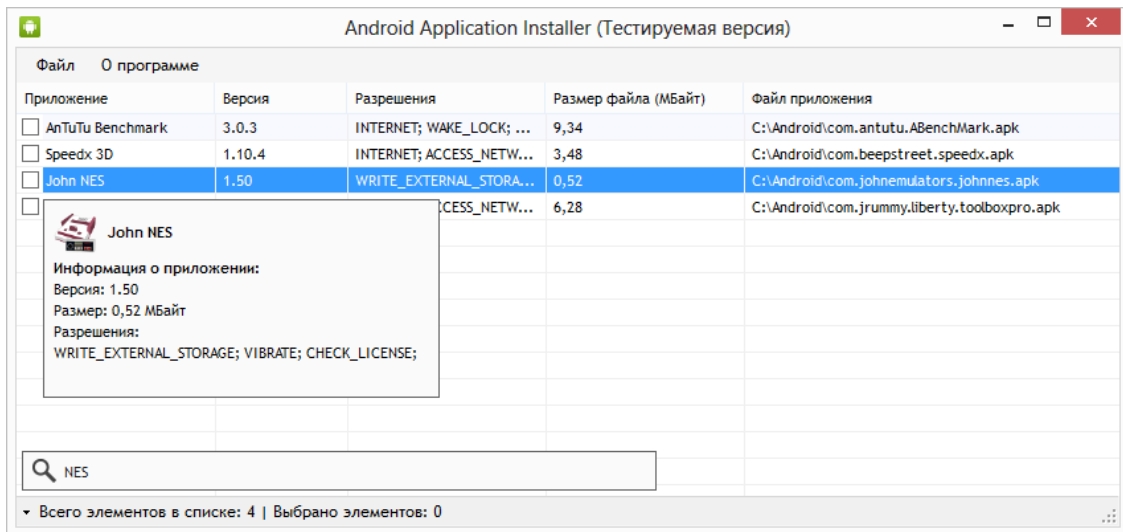 Android Application Installer (Тестируемая версия)
Файл О программе
Приложение Версия Разрешения Размер файла (МБайт) Файл приложения
AnTuTu Benchmark 3.0.3 INTERNET; WAKE_LOCK; ... 9,34 C:\Android\com.antutu.ABenchMark.apk
Speedx 3D 1.10.4 INTERNET; ACCESS_NETW... 3,48 C:\Android\com.beepstreet.speedx.apk
John NES 1.50 WRITE_EXTERNAL_STORA... 0,52 C:\Android\com.johnemulators.johnnes.apk
CCESS_NETW... 6,28 C:\Android\com.jrummy.liberty.toolboxpro.apk
John NES
Информация о приложении:
Версия: 1.50
Размер: 0,52 МБайт
Разрешения:
WRITE_EXTERNAL_STORAGE; VIBRATE; CHECK_LICENSE;
NES
Всего элементов в списке: 4 | Выбрано элементов: 0